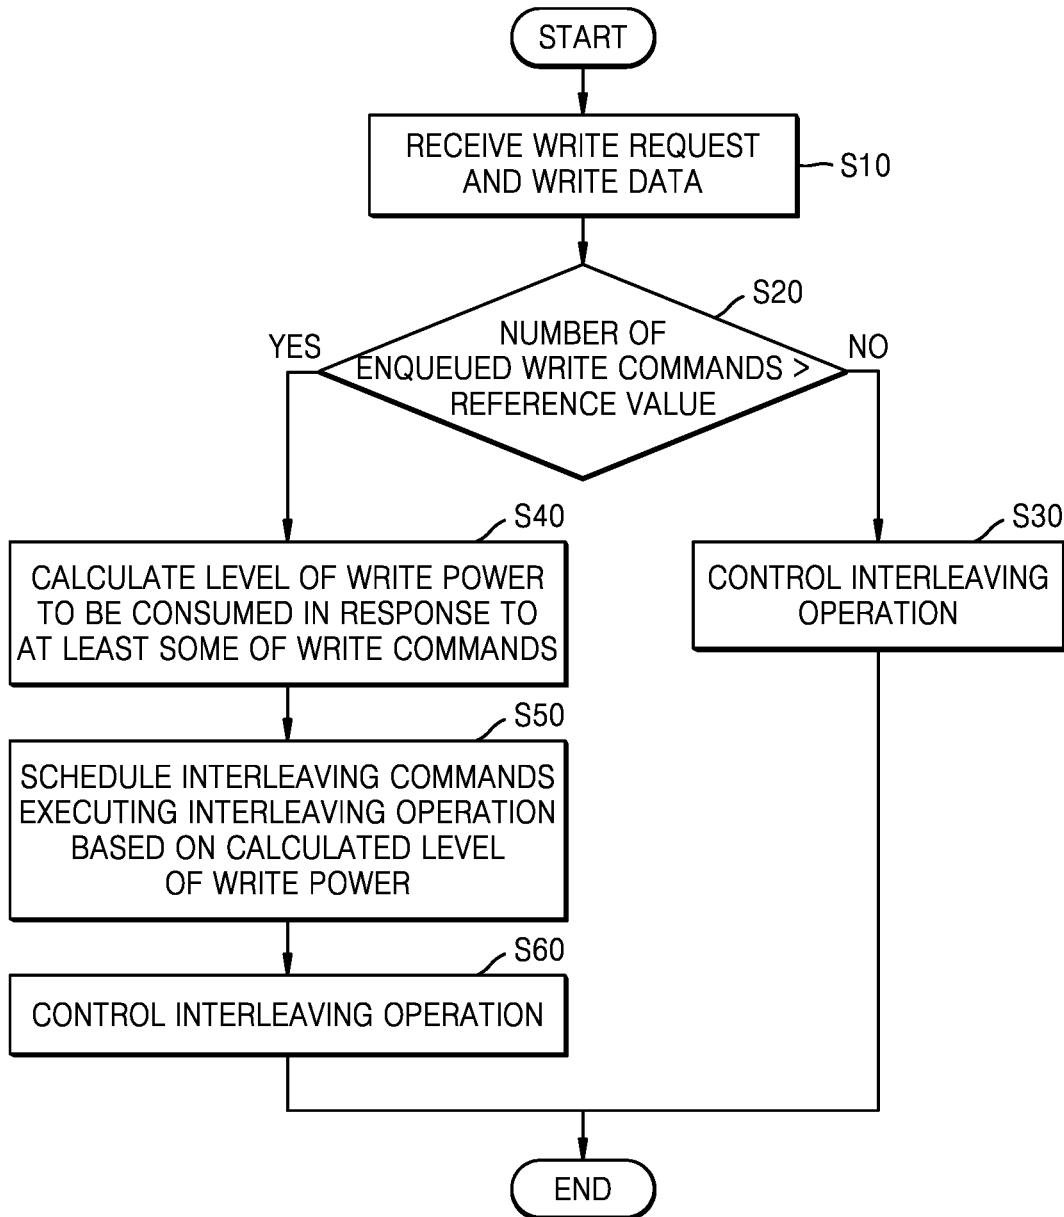 START
RECEIVE WRITE REQUEST
AND WRITE DATA
S10
S20
NUMBER OF
ENQUEUED WRITE COMMANDS >
REFERENCE VALUE
YES
NO
S40
CALCULATE LEVEL OF WRITE POWER
TO BE CONSUMED IN RESPONSE TO
AT LEAST SOME OF WRITE COMMANDS
S30
CONTROL INTERLEAVING
OPERATION
S50
SCHEDULE INTERLEAVING COMMANDS
EXECUTING INTERLEAVING OPERATION
BASED ON CALCULATED LEVEL
OF WRITE POWER
S60
CONTROL INTERLEAVING OPERATION
END